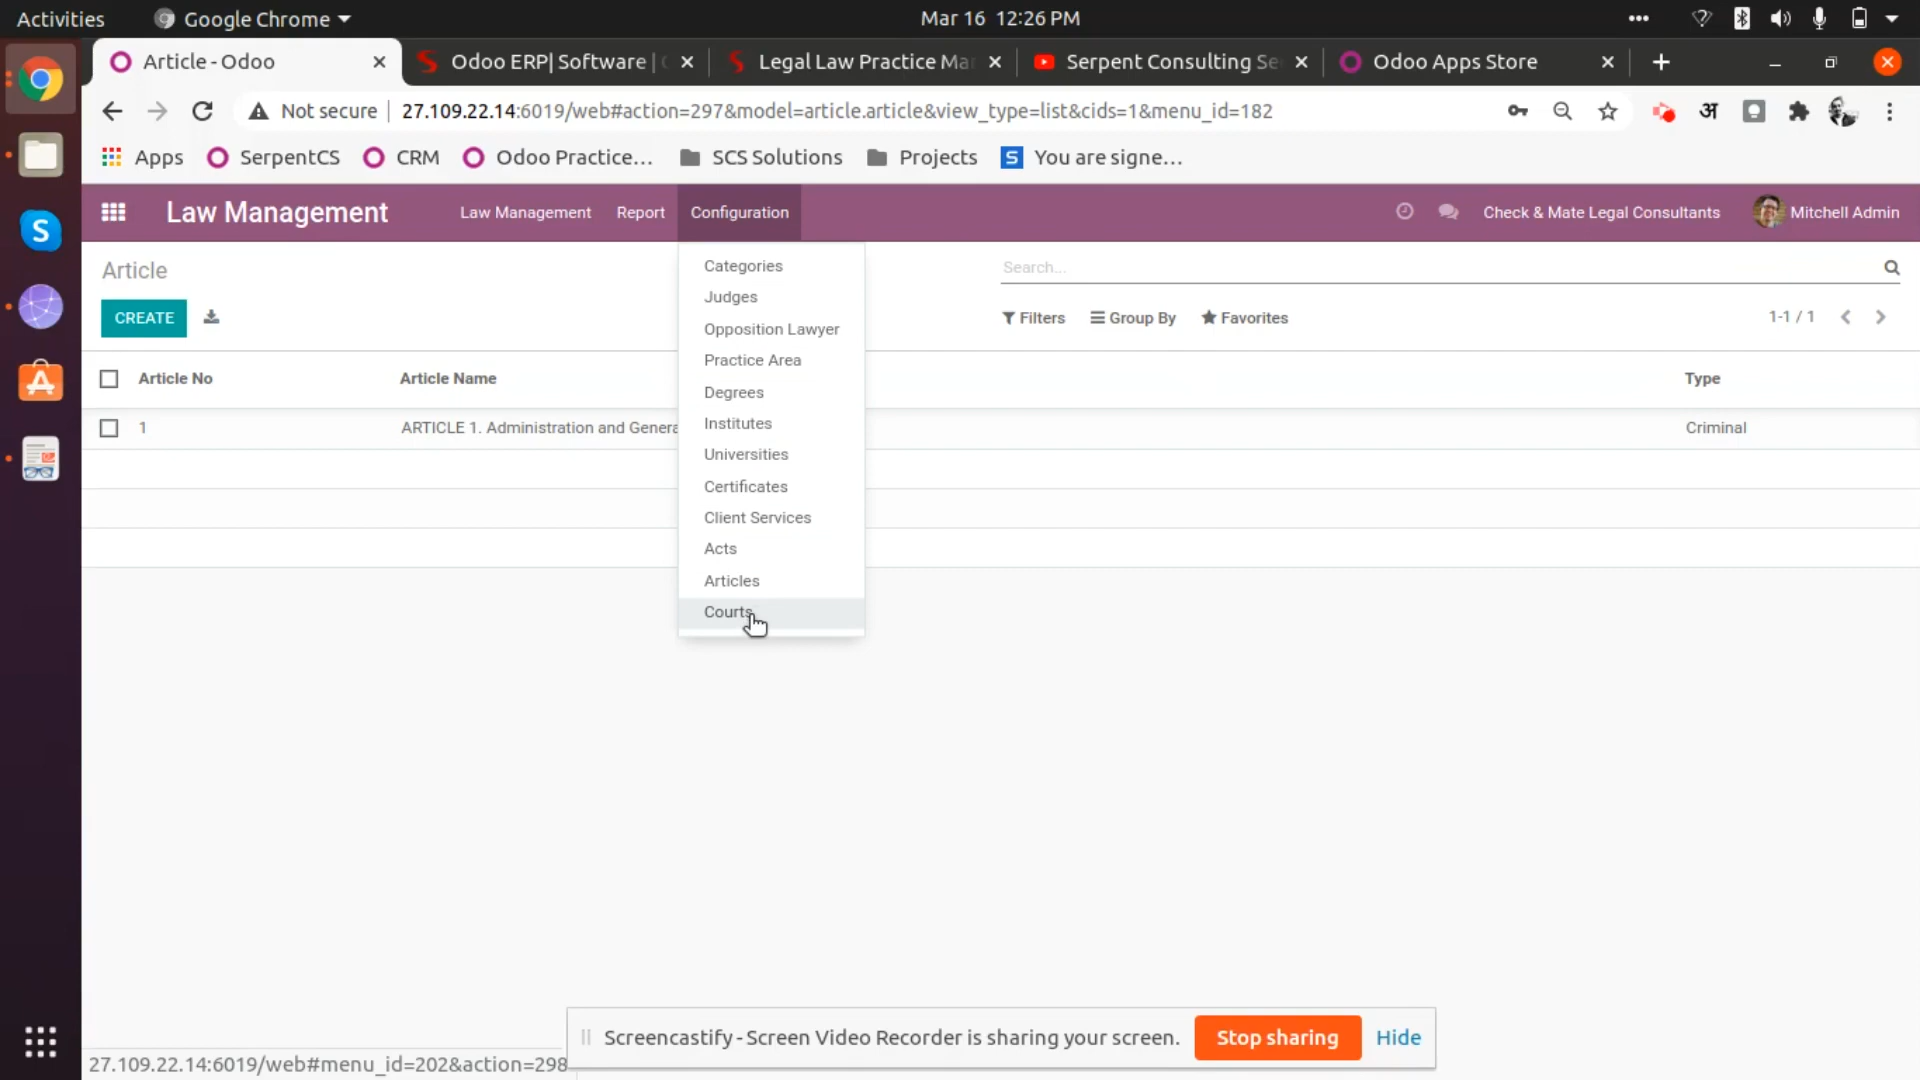 Activities Google Chrome Mar 16 12:26 PM
Article - Odoo Odoo ERP| Software | Legal Law Practice Ma Serpent Consulting Se Odoo Apps Store
Not secure 27.109.22.14:6019/web#action=297&model=article.article&view_type=list&cids=1&menu_id=182 अ
Apps SerpentCS CRM Odoo Practice... SCS Solutions Projects S You are signe...
Law Management Law Management Report Configuration Check & Mate Legal Consultants Mitchell Admin
Article
Search...
CREATE
Filters Group By Favorites 1-1 / 1
Article No Article Name Type
1 ARTICLE 1. Administration and Genera Criminal
Categories
Judges
Opposition Lawyer
Practice Area
Degrees
Institutes
Universities
Certificates
Client Services
Acts
Articles
Courts
Screencastify - Screen Video Recorder is sharing your screen. Stop sharing Hide
27.109.22.14:6019/web#menu_id=202&action=298